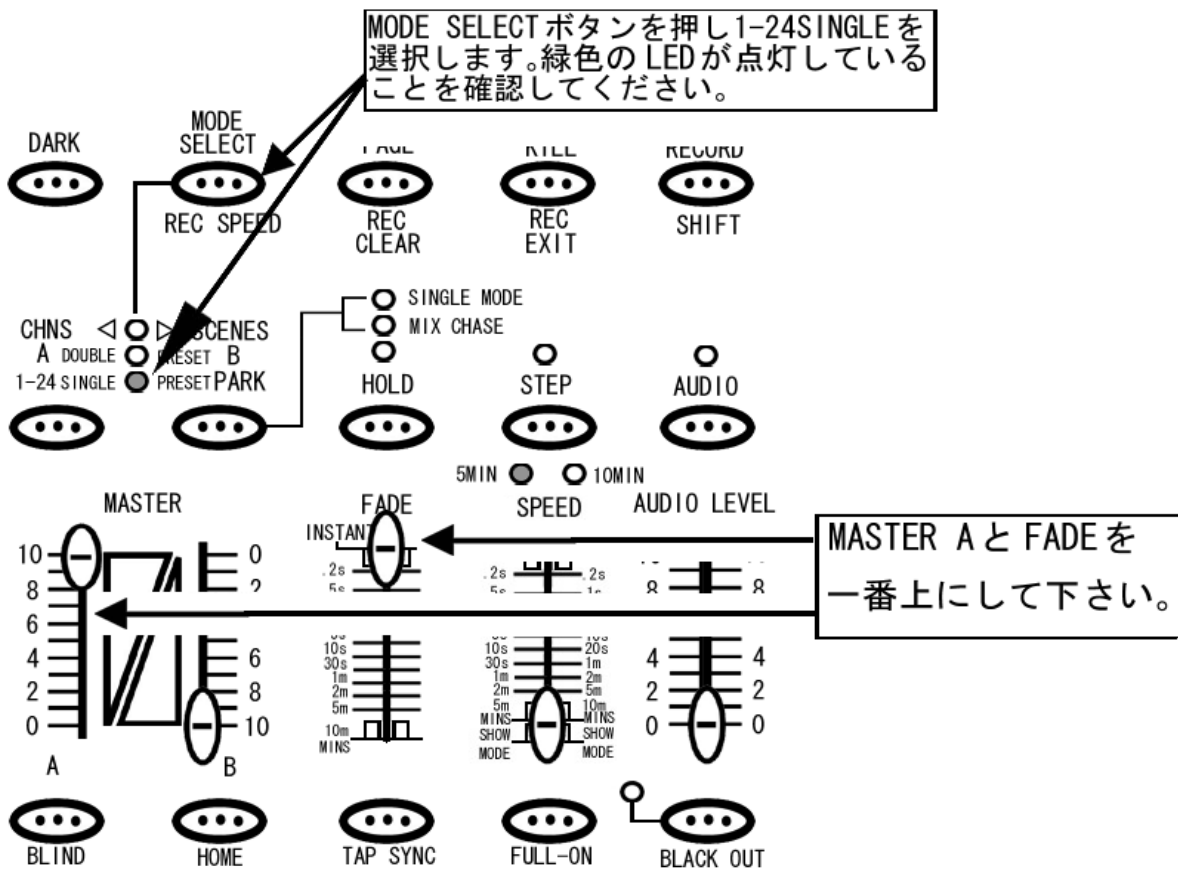 MODE SELECTボタンを押し1-24SINGLEを
選択します。緑色のLEDが点灯している
ことを確認してください。
DARK
MODE
SELECT
RECORD
REC SPEED
REC
CLEAR
REC
EXIT
SHIFT
SINGLE MODE
MIX CHASE
CHNS
SCENES
A DOUBLE PRESET B
1-24 SINGLE PRESET PARK
HOLD
STEP
AUDIO
5MIN
10MIN
MASTER
FADE
SPEED
AUDIO LEVEL
INSTANT
MASTER AとFADEを
一番上にして下さい。
10 0
8 2
6
4 6
2 8
0 10
.2s
5s
10s
30s
1m
2m
5m
10m
MINS
.2s .2s
5s .1s
10s 20s
30s 1m
1m 2m
2m 5m
5m 10m
MINS MINS
SHOW SHOW
MODE MODE
8 8
4 4
2 2
0 0
A
B
BLIND
HOME
TAP SYNC
FULL-ON
BLACK OUT